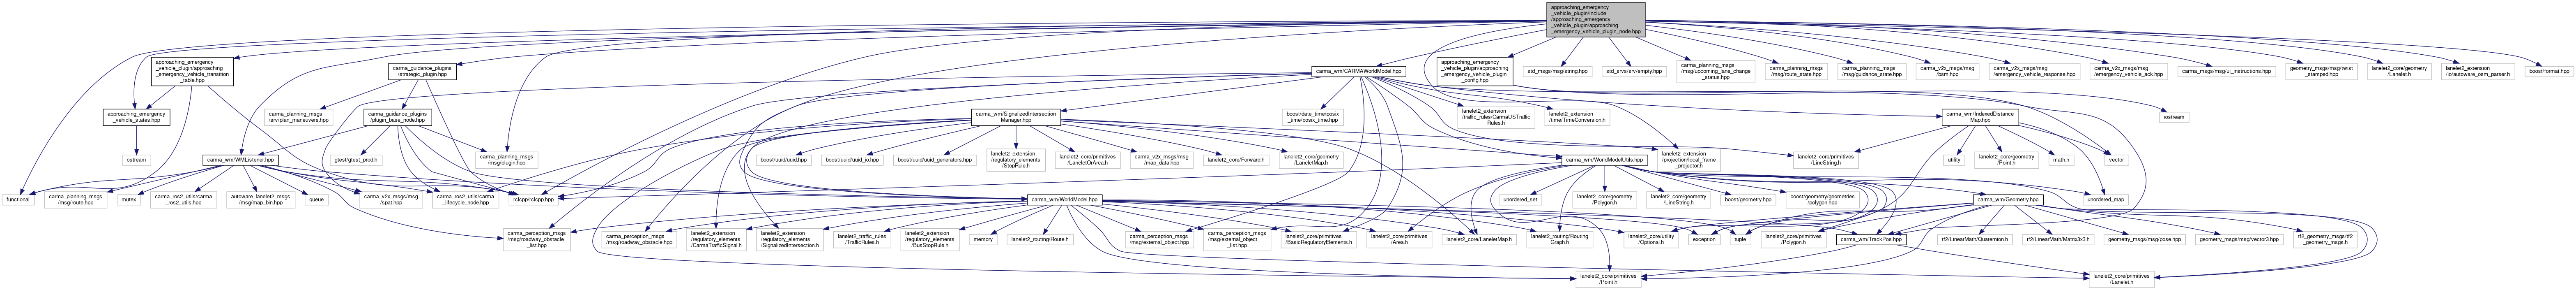 approaching_emergency
_vehicle_plugin/include
/approaching_emergency
_vehicle_plugin/approaching
_emergency_vehicle_plugin_node.hpp
approaching_emergency
_vehicle_plugin/approaching
_emergency_vehicle_transition
_table.hpp
carma_guidance_plugins
/strategic_plugin.hpp
carma_wm/CARMAWorldModel.hpp
approaching_emergency
_vehicle_plugin/approaching
_emergency_vehicle_plugin
_config.hpp
std_msgs/msg/string.hpp
std_srvs/srv/empty.hpp
carma_planning_msgs
/msg/upcoming_lane_change
_status.hpp
carma_planning_msgs
/msg/route_state.hpp
carma_planning_msgs
/msg/guidance_state.hpp
carma_v2x_msgs/msg
/bsm.hpp
carma_v2x_msgs/msg
/emergency_vehicle_response.hpp
carma_v2x_msgs/msg
/emergency_vehicle_ack.hpp
carma_msgs/msg/ui_instructions.hpp
geometry_msgs/msg/twist
_stamped.hpp
lanelet2_core/geometry
/Lanelet.h
lanelet2_extension
/io/autoware_osm_parser.h
boost/format.hpp
approaching_emergency
_vehicle_states.hpp
carma_planning_msgs
/srv/plan_maneuvers.hpp
carma_guidance_plugins
/plugin_base_node.hpp
carma_wm/SignalizedIntersection
Manager.hpp
boost/date_time/posix
_time/posix_time.hpp
lanelet2_extension
/traffic_rules/CarmaUSTraffic
Rules.h
lanelet2_extension
/time/TimeConversion.h
carma_wm/IndexedDistance
Map.hpp
iostream
ostream
carma_wm/WMListener.hpp
gtest/gtest_prod.h
carma_planning_msgs
/msg/plugin.hpp
boost/uuid/uuid.hpp
boost/uuid/uuid_io.hpp
boost/uuid/uuid_generators.hpp
lanelet2_extension
/regulatory_elements
/StopRule.h
lanelet2_core/primitives
/LaneletOrArea.h
carma_v2x_msgs/msg
/map_data.hpp
lanelet2_core/Forward.h
lanelet2_core/geometry
/LaneletMap.h
carma_wm/WorldModelUtils.hpp
lanelet2_extension
/projection/local_frame
_projector.h
lanelet2_core/primitives
/LineString.h
utility
lanelet2_core/geometry
/Point.h
math.h
vector
functional
carma_planning_msgs
/msg/route.hpp
mutex
carma_ros2_utils/carma
_ros2_utils.hpp
autoware_lanelet2_msgs
/msg/map_bin.hpp
queue
carma_v2x_msgs/msg
/spat.hpp
carma_ros2_utils/carma
_lifecycle_node.hpp
rclcpp/rclcpp.hpp
carma_wm/WorldModel.hpp
unordered_set
lanelet2_core/geometry
/Polygon.h
lanelet2_core/geometry
/LineString.h
boost/geometry.hpp
boost/geometry/geometries
/polygon.hpp
carma_wm/Geometry.hpp
unordered_map
carma_perception_msgs
/msg/roadway_obstacle
_list.hpp
carma_perception_msgs
/msg/roadway_obstacle.hpp
lanelet2_extension
/regulatory_elements
/CarmaTrafficSignal.h
lanelet2_extension
/regulatory_elements
/SignalizedIntersection.h
lanelet2_traffic_rules
/TrafficRules.h
lanelet2_extension
/regulatory_elements
/BusStopRule.h
memory
lanelet2_routing/Route.h
carma_perception_msgs
/msg/external_object.hpp
carma_perception_msgs
/msg/external_object
_list.hpp
lanelet2_core/primitives
/BasicRegulatoryElements.h
lanelet2_core/primitives
/Area.h
lanelet2_core/LaneletMap.h
lanelet2_routing/Routing
Graph.h
lanelet2_core/utility
/Optional.h
exception
tuple
lanelet2_core/primitives
/Polygon.h
carma_wm/TrackPos.hpp
tf2/LinearMath/Quaternion.h
tf2/LinearMath/Matrix3x3.h
geometry_msgs/msg/pose.hpp
geometry_msgs/msg/vector3.hpp
tf2_geometry_msgs/tf2
_geometry_msgs.h
lanelet2_core/primitives
/Point.h
lanelet2_core/primitives
/Lanelet.h